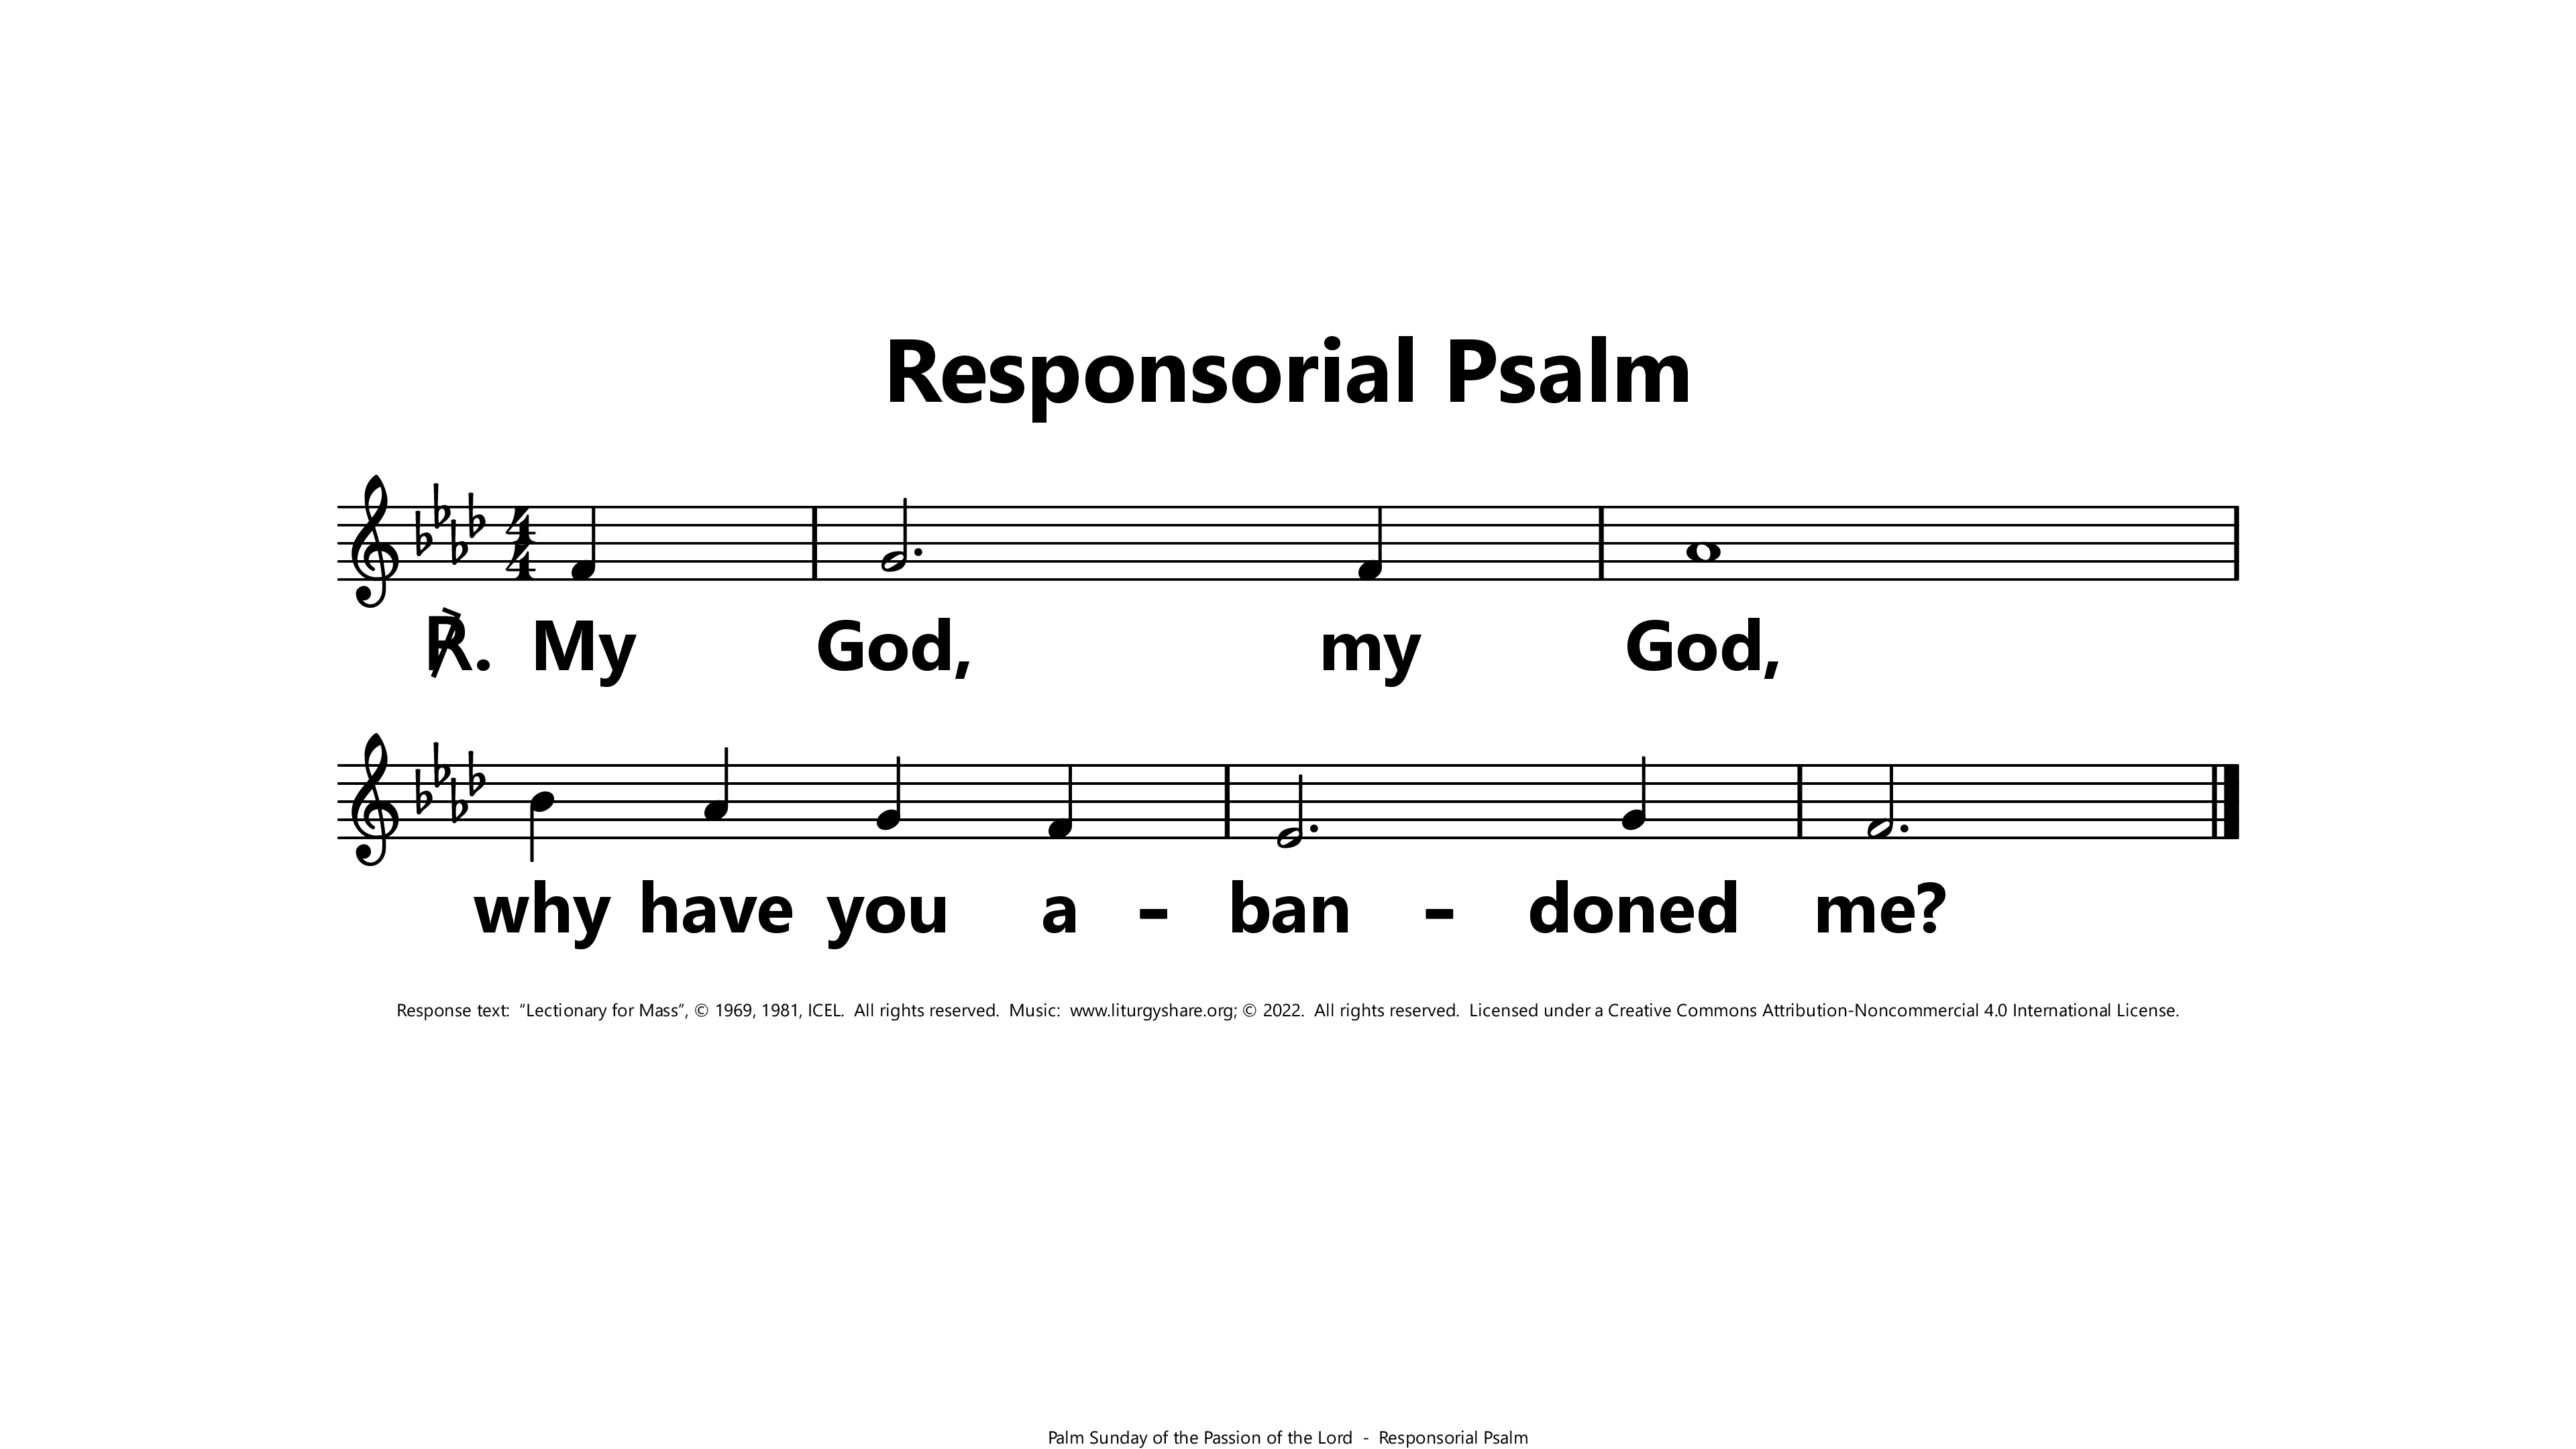 Responsorial Psalm
4
4
℟. My God, my God,
why have you a - ban - doned me?
Response text: “Lectionary for Mass”, © 1969, 1981, ICEL. All rights reserved. Music: www.liturgyshare.org; © 2022. All rights reserved. Licensed under a Creative Commons Attribution-Noncommercial 4.0 International License.
Palm Sunday of the Passion of the Lord - Responsorial Psalm